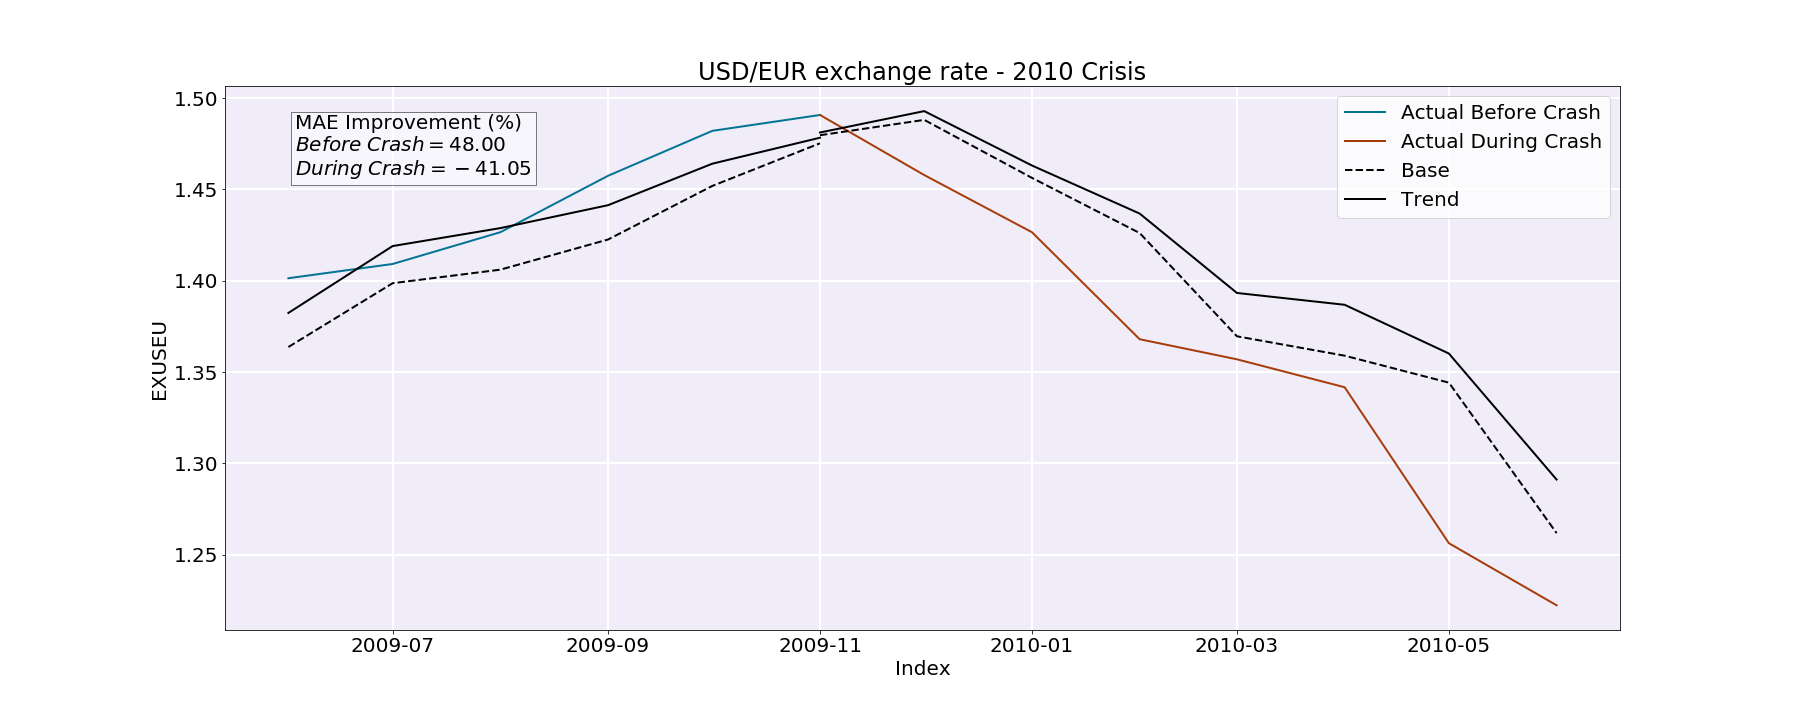 USD/EUR exchange rate - 2010 Crisis
MAE Improvement (%)
Before Crash = 48.00
During Crash = −41.05
Actual Before Crash
Actual During Crash
Base
Trend
EXUSEU
1.50
1.45
1.40
1.35
1.30
1.25
2009-07 2009-09 2009-11 2010-01 2010-03 2010-05
Index